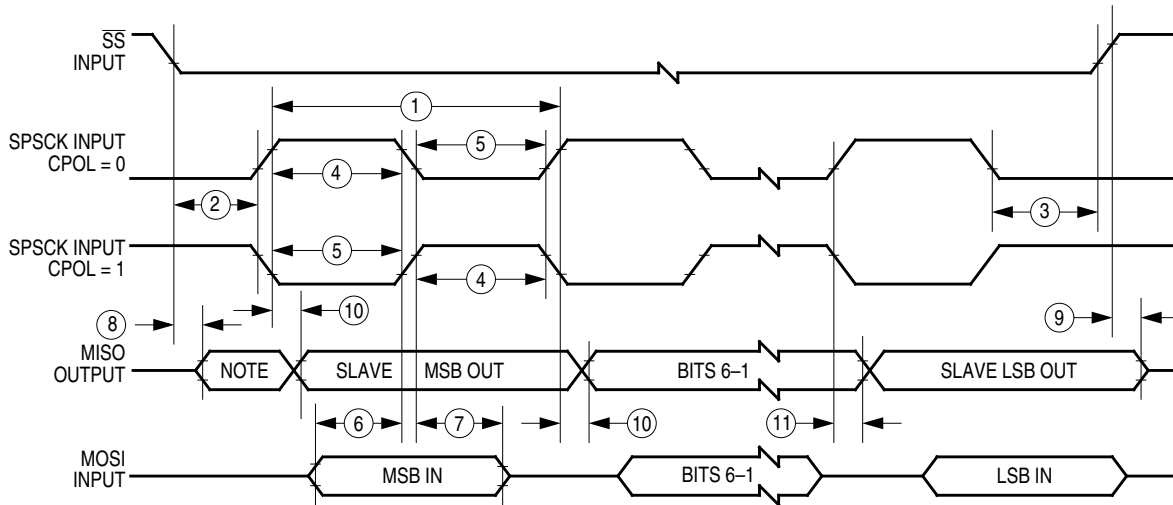 SS
INPUT
1
SPSCK INPUT
CPOL = 0
5
4
2
3
SPSCK INPUT
CPOL = 1
5
4
8
10
9
MISO
OUTPUT
NOTE
SLAVE MSB OUT
BITS 6–1
SLAVE LSB OUT
6
7
10
11
MOSI
INPUT
MSB IN
BITS 6–1
LSB IN